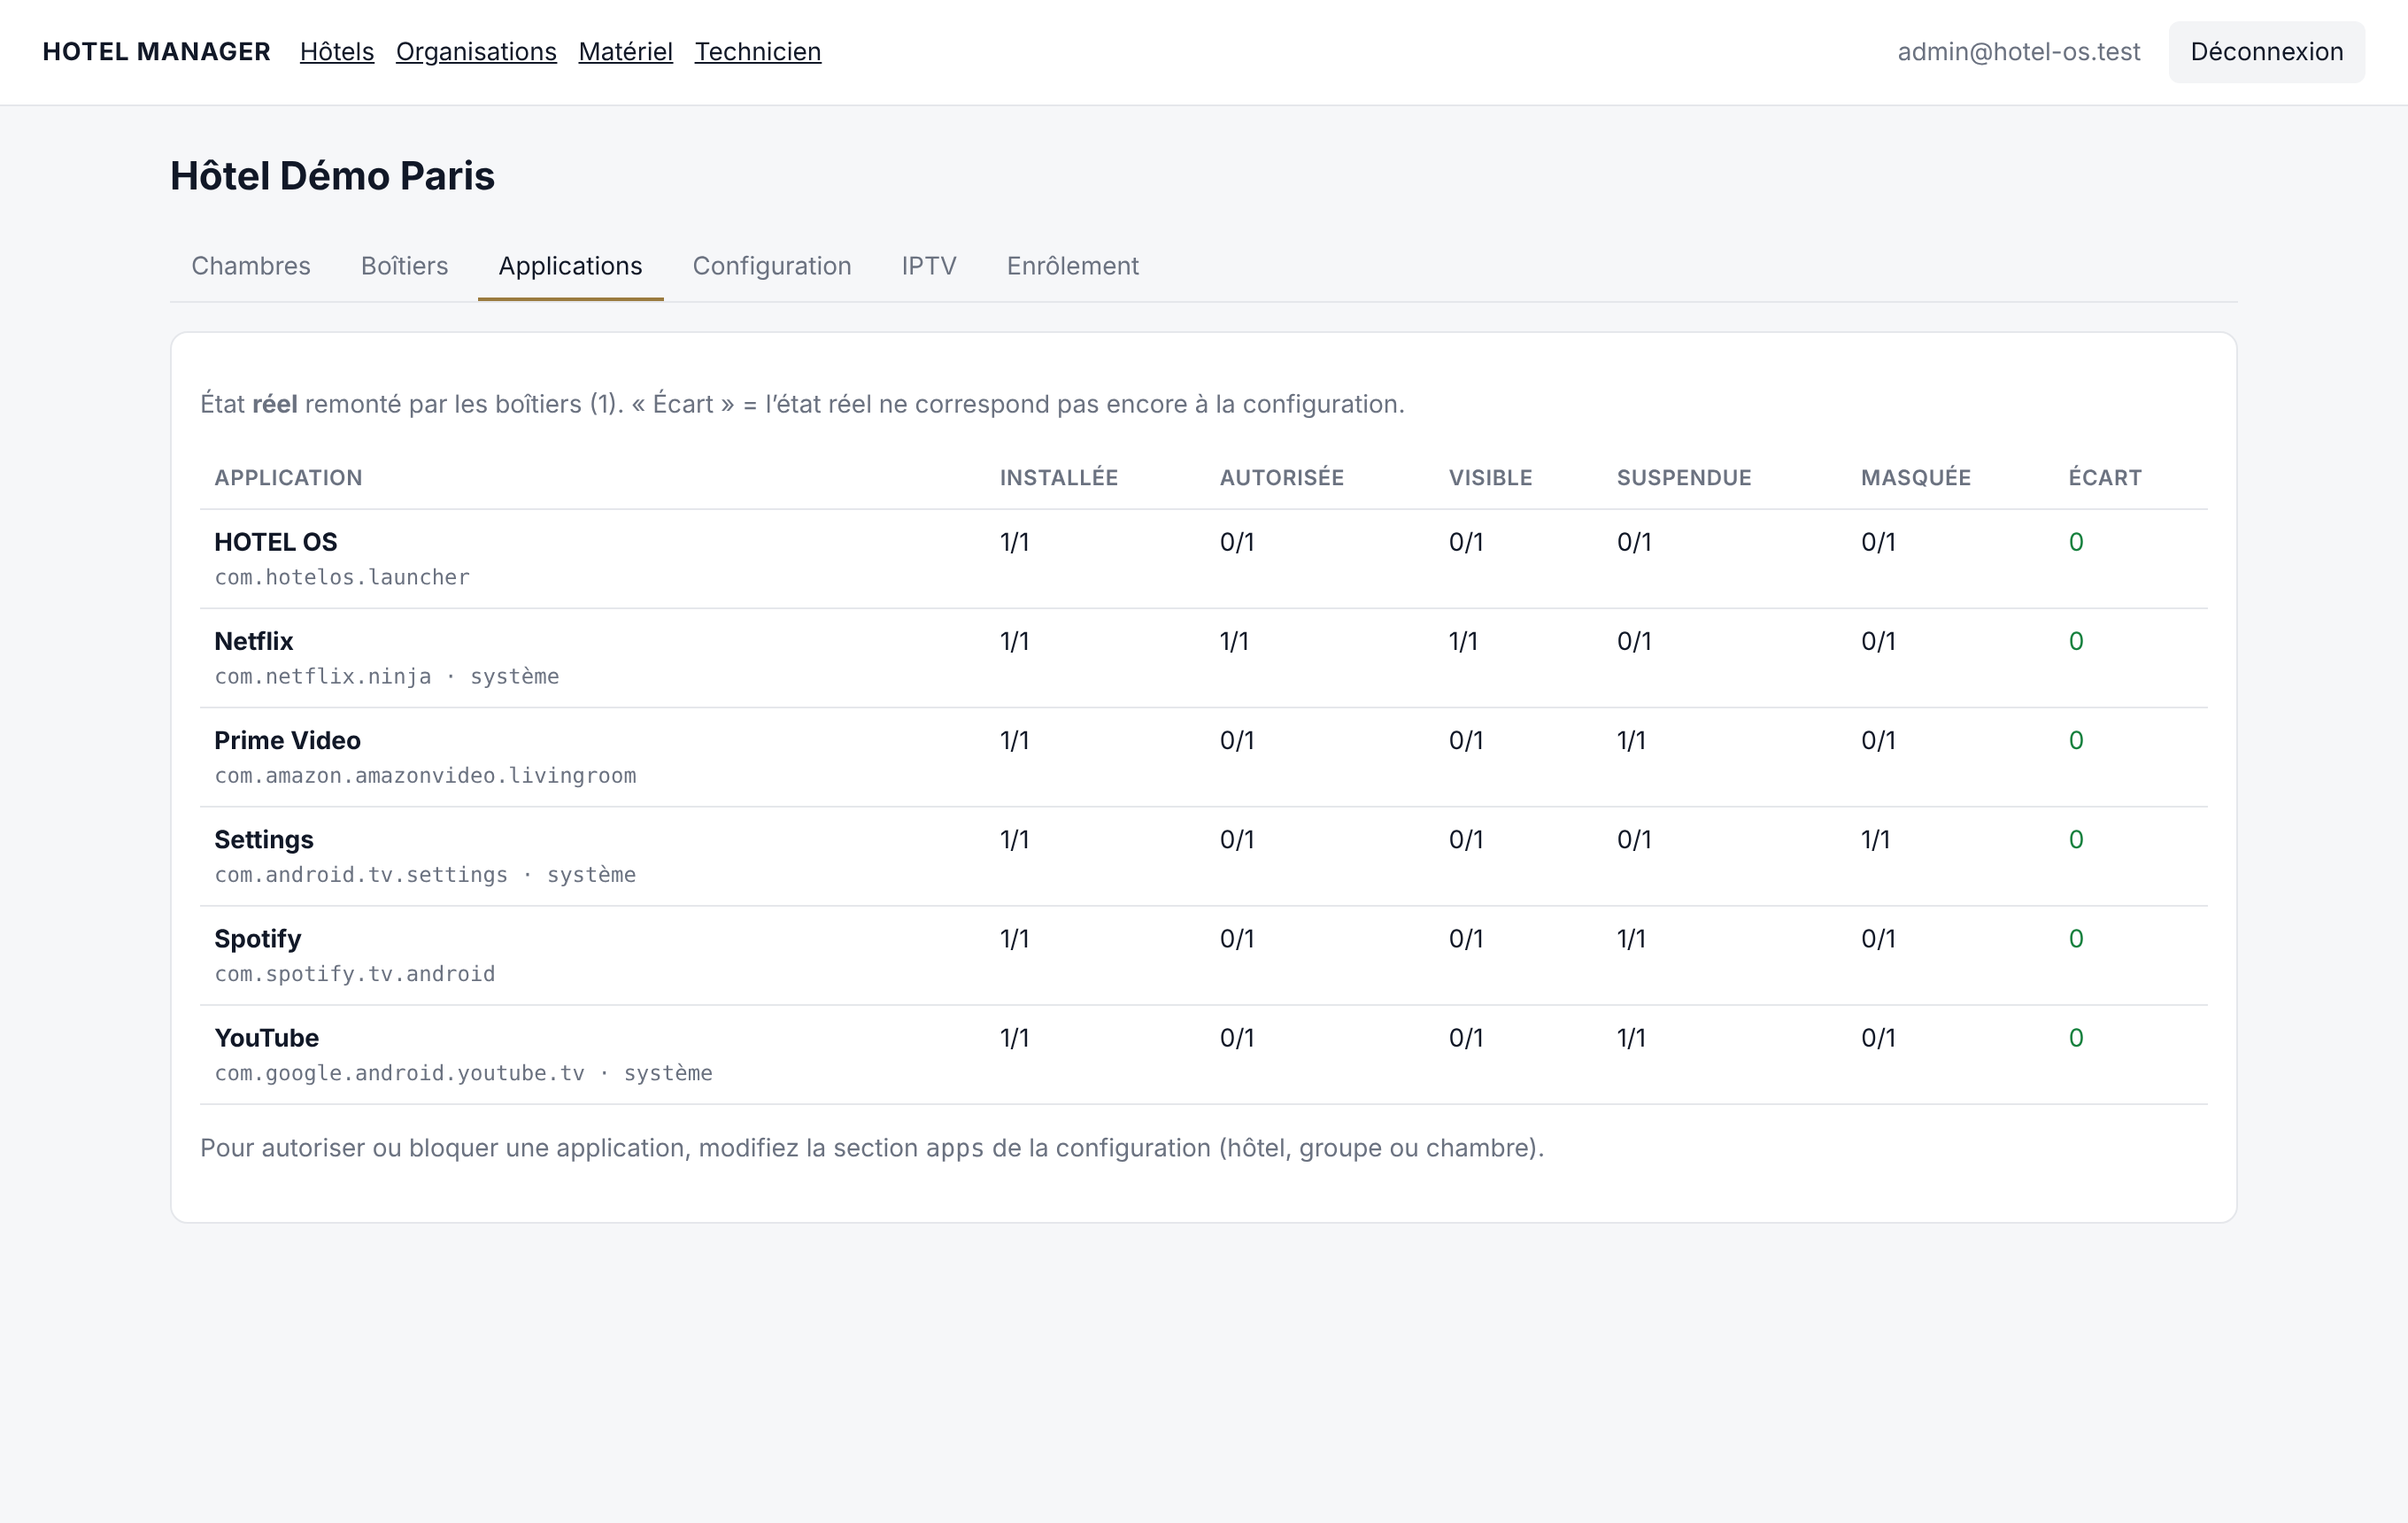 HOTEL MANAGER Hôtels Organisations Matériel Technicien admin@hotel-os.test Déconnexion
Hôtel Démo Paris
Chambres Boîtiers Applications Configuration IPTV Enrôlement
État réel remonté par les boîtiers (1). « Écart » = l’état réel ne correspond pas encore à la configuration.
APPLICATION INSTALLÉE AUTORISÉE VISIBLE SUSPENDUE MASQUÉE ÉCART
HOTEL OS 1/1 0/1 0/1 0/1 0/1 0
com.hotelos.launcher
Netflix 1/1 1/1 1/1 0/1 0/1 0
com.netflix.ninja · système
Prime Video 1/1 0/1 0/1 1/1 0/1 0
com.amazon.amazonvideo.livingroom
Settings 1/1 0/1 0/1 0/1 1/1 0
com.android.tv.settings · système
Spotify 1/1 0/1 0/1 1/1 0/1 0
com.spotify.tv.android
YouTube 1/1 0/1 0/1 1/1 0/1 0
com.google.android.youtube.tv · système
Pour autoriser ou bloquer une application, modifiez la section apps de la configuration (hôtel, groupe ou chambre).